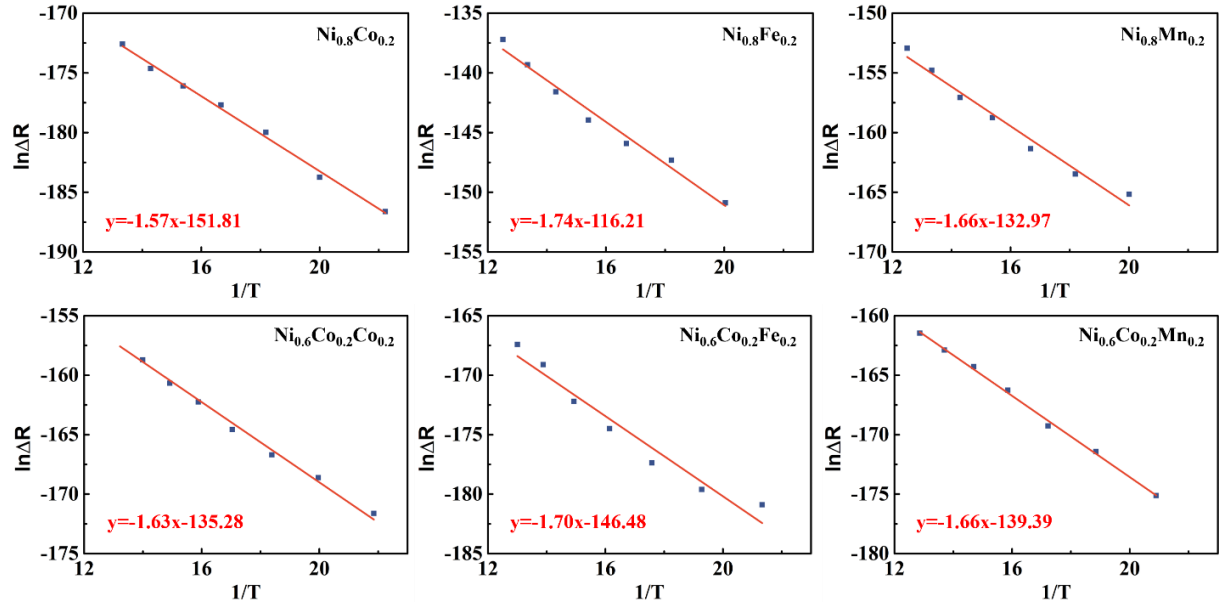 -170
-175
-180
-185
-190
lnΔR
Ni0.8Co0.2
y=-1.57x-151.81
12 16 20
1/T
-135
-140
-145
-150
-155
lnΔR
Ni0.8Fe0.2
y=-1.74x-116.21
12 16 20
1/T
-150
-155
-160
-165
-170
lnΔR
Ni0.8Mn0.2
y=-1.66x-132.97
12 16 20
1/T
-155
-160
-165
-170
-175
lnΔR
Ni0.6Co0.2Co0.2
y=-1.63x-135.28
12 16 20
1/T
-165
-170
-175
-180
-185
lnΔR
Ni0.6Co0.2Fe0.2
y=-1.70x-146.48
12 16 20
1/T
-160
-165
-170
-175
-180
lnΔR
Ni0.6Co0.2Mn0.2
y=-1.66x-139.39
12 16 20
1/T